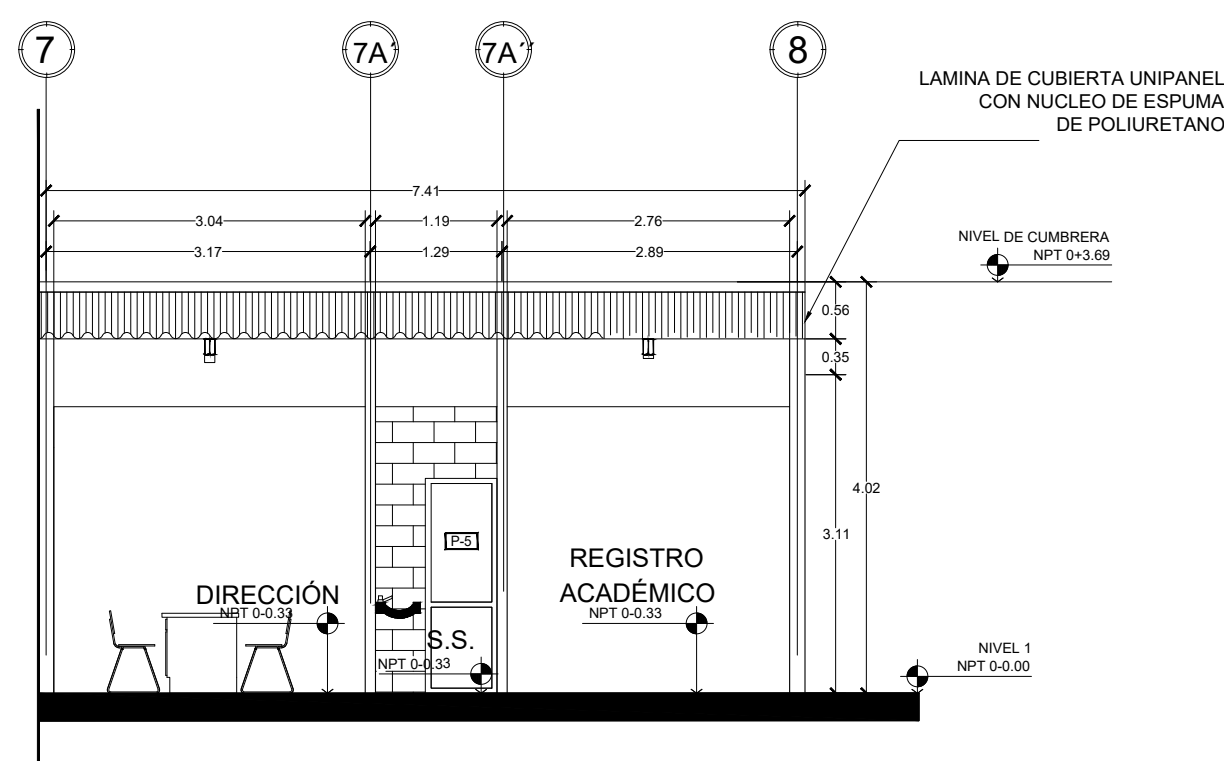 7
7A´
7A´´
8
LAMINA DE CUBIERTA UNIPANEL
CON NUCLEO DE ESPUMA
DE POLIURETANO
7.41
3.04
1.19
2.76
3.17
1.29
2.89
NIVEL DE CUMBRERA
NPT 0+3.69
0.56
0.35
4.02
3.11
P-5
DIRECCIÓN
NPT 0-0.33
REGISTRO
ACADÉMICO
NPT 0-0.33
S.S.
NPT 0-0.33
NIVEL 1
NPT 0-0.00